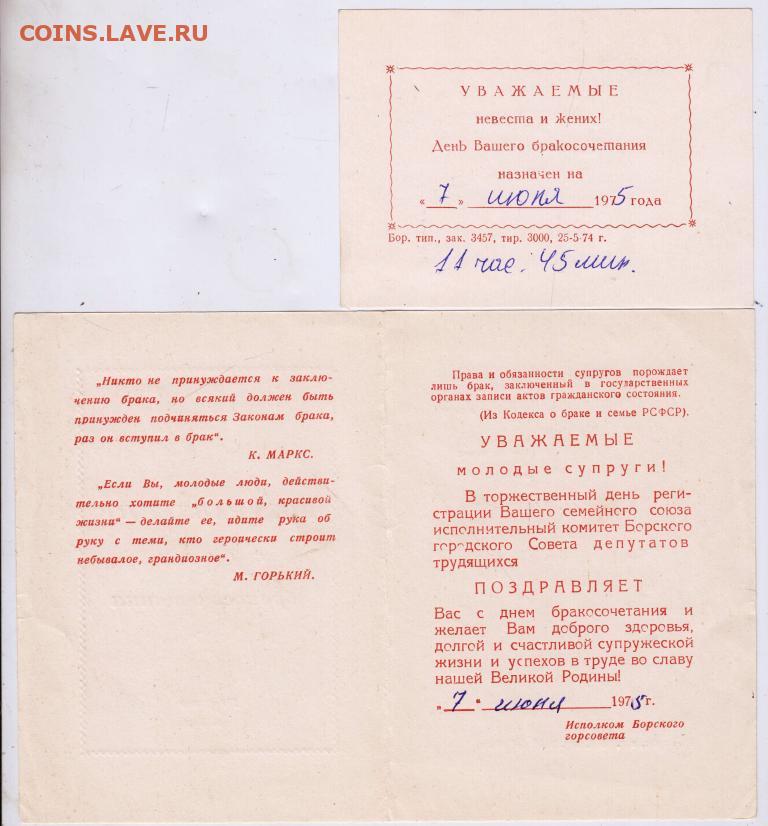 COINS.LAVE.RU
УВАЖАЕМЫЕ
невеста и жених!
День Вашего бракосочетания
назначен на
«7» июня 1975 года
Бор. тип., зак. 3457, тир. 3000, 25-5-74 г.
11 час. 45 мин.
„Никто не принуждается к заклю-
чению брака, но всякий должен быть
принужден подчиняться Законам брака,
раз он вступил в брак“.
К. МАРКС.
„Если Вы, молодые люди, действи-
тельно хотите „большой, красивой
жизни“ — делайте ее, идите рука об
руку с теми, кто героически строит
небывалое, грандиозное“.
М. ГОРЬКИЙ.
Права и обязанности супругов порождает
лишь брак, заключенный в государственных
органах записи актов гражданского состояния.
(Из Кодекса о браке и семье РСФСР).
УВАЖАЕМЫЕ
молодые супруги!
В торжественный день реги-
страции Вашего семейного союза
исполнительный комитет Борского
городского Совета депутатов
трудящихся
ПОЗДРАВЛЯЕТ
Вас с днем бракосочетания и
желает Вам доброго здоровья,
долгой и счастливой супружеской
жизни и успехов в труде во славу
нашей Великой Родины!
„7“ июня 1975 г.
Исполком Борского
горсовета